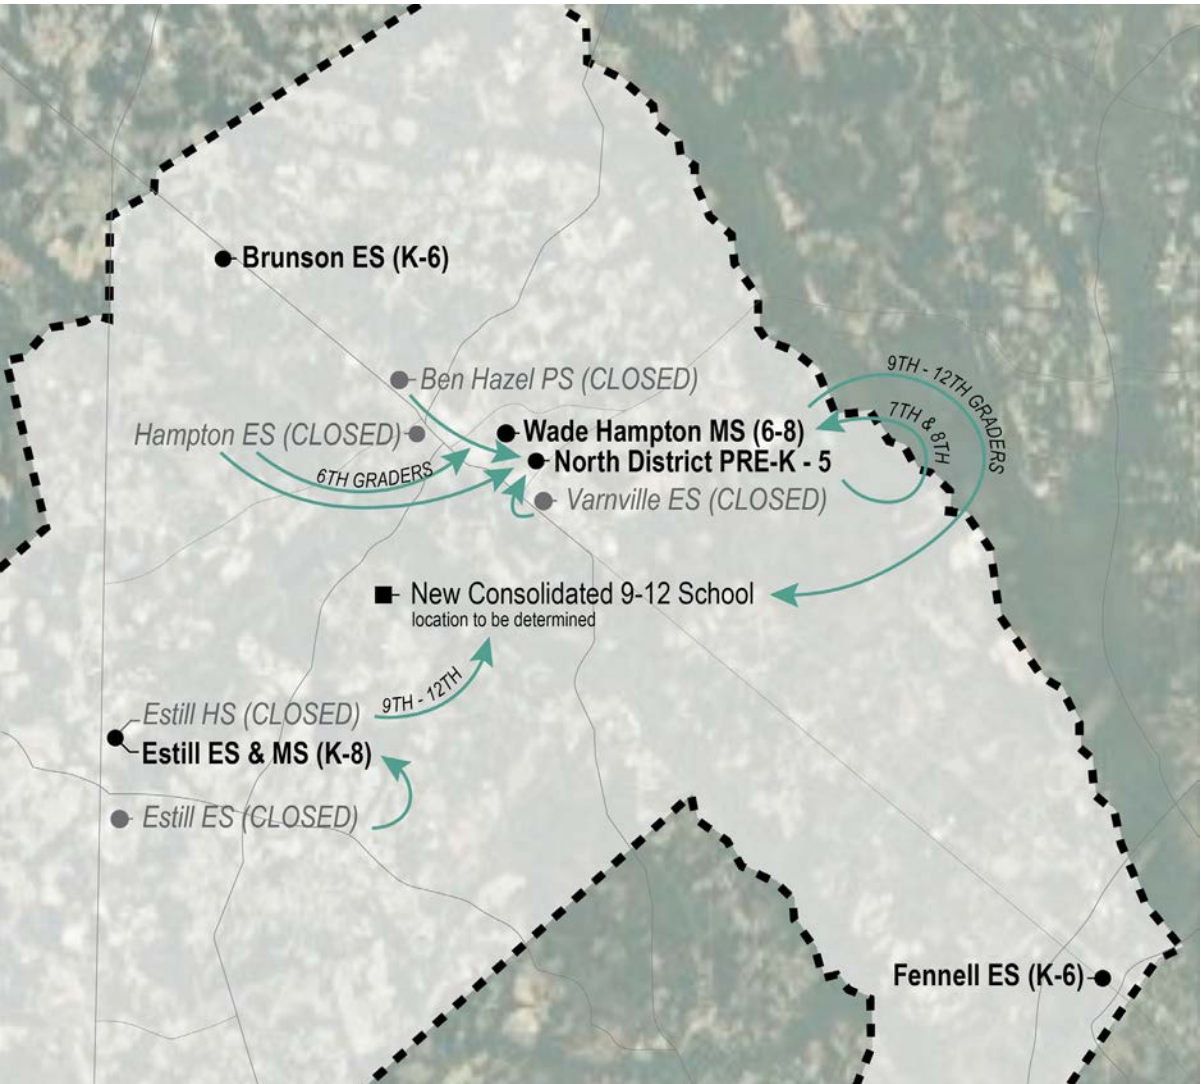 Brunson ES (K-6)
Ben Hazel PS (CLOSED)
9TH - 12TH GRADERS
7TH & 8TH
Hampton ES (CLOSED)
Wade Hampton MS (6-8)
North District PRE-K - 5
6TH GRADERS
Varnville ES (CLOSED)
New Consolidated 9-12 School
location to be determined
9TH - 12TH
Estill HS (CLOSED)
Estill ES & MS (K-8)
Estill ES (CLOSED)
Fennell ES (K-6)